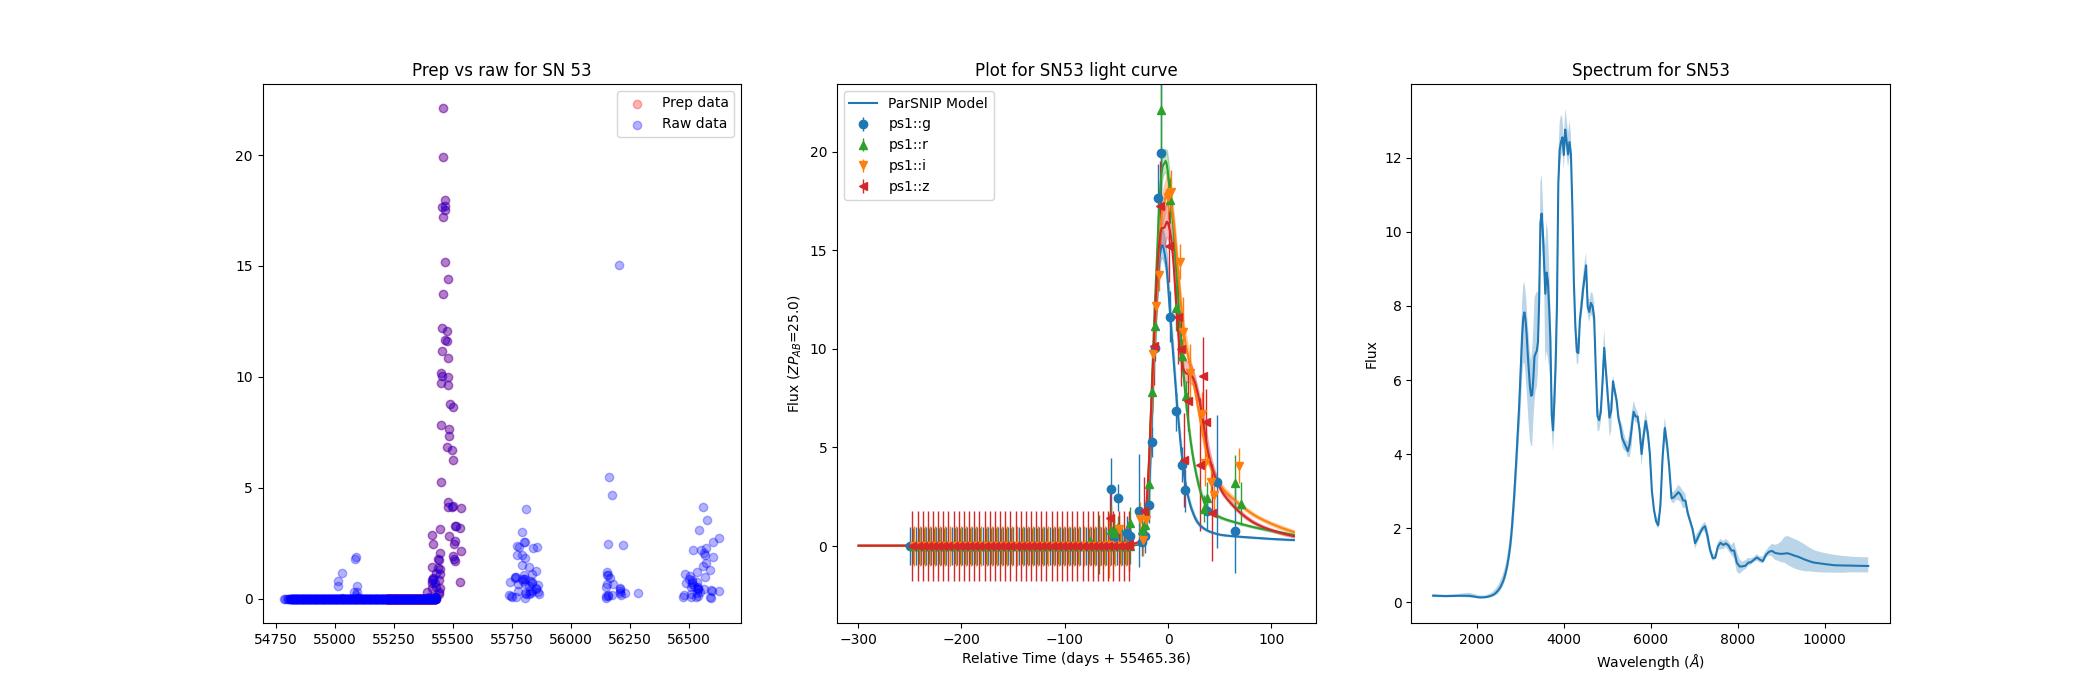 Prep vs raw for SN 53
Prep data
Raw data
20
15
10
5
0
54750 55000 55250 55500 55750 56000 56250 56500
Plot for SN53 light curve
ParSNIP Model
ps1::g
ps1::r
ps1::i
ps1::z
Flux (ZP_AB=25.0)
20
15
10
5
0
−300 −200 −100 0 100
Relative Time (days + 55465.36)
Spectrum for SN53
Flux
12
10
8
6
4
2
0
2000 4000 6000 8000 10000
Wavelength (Å)